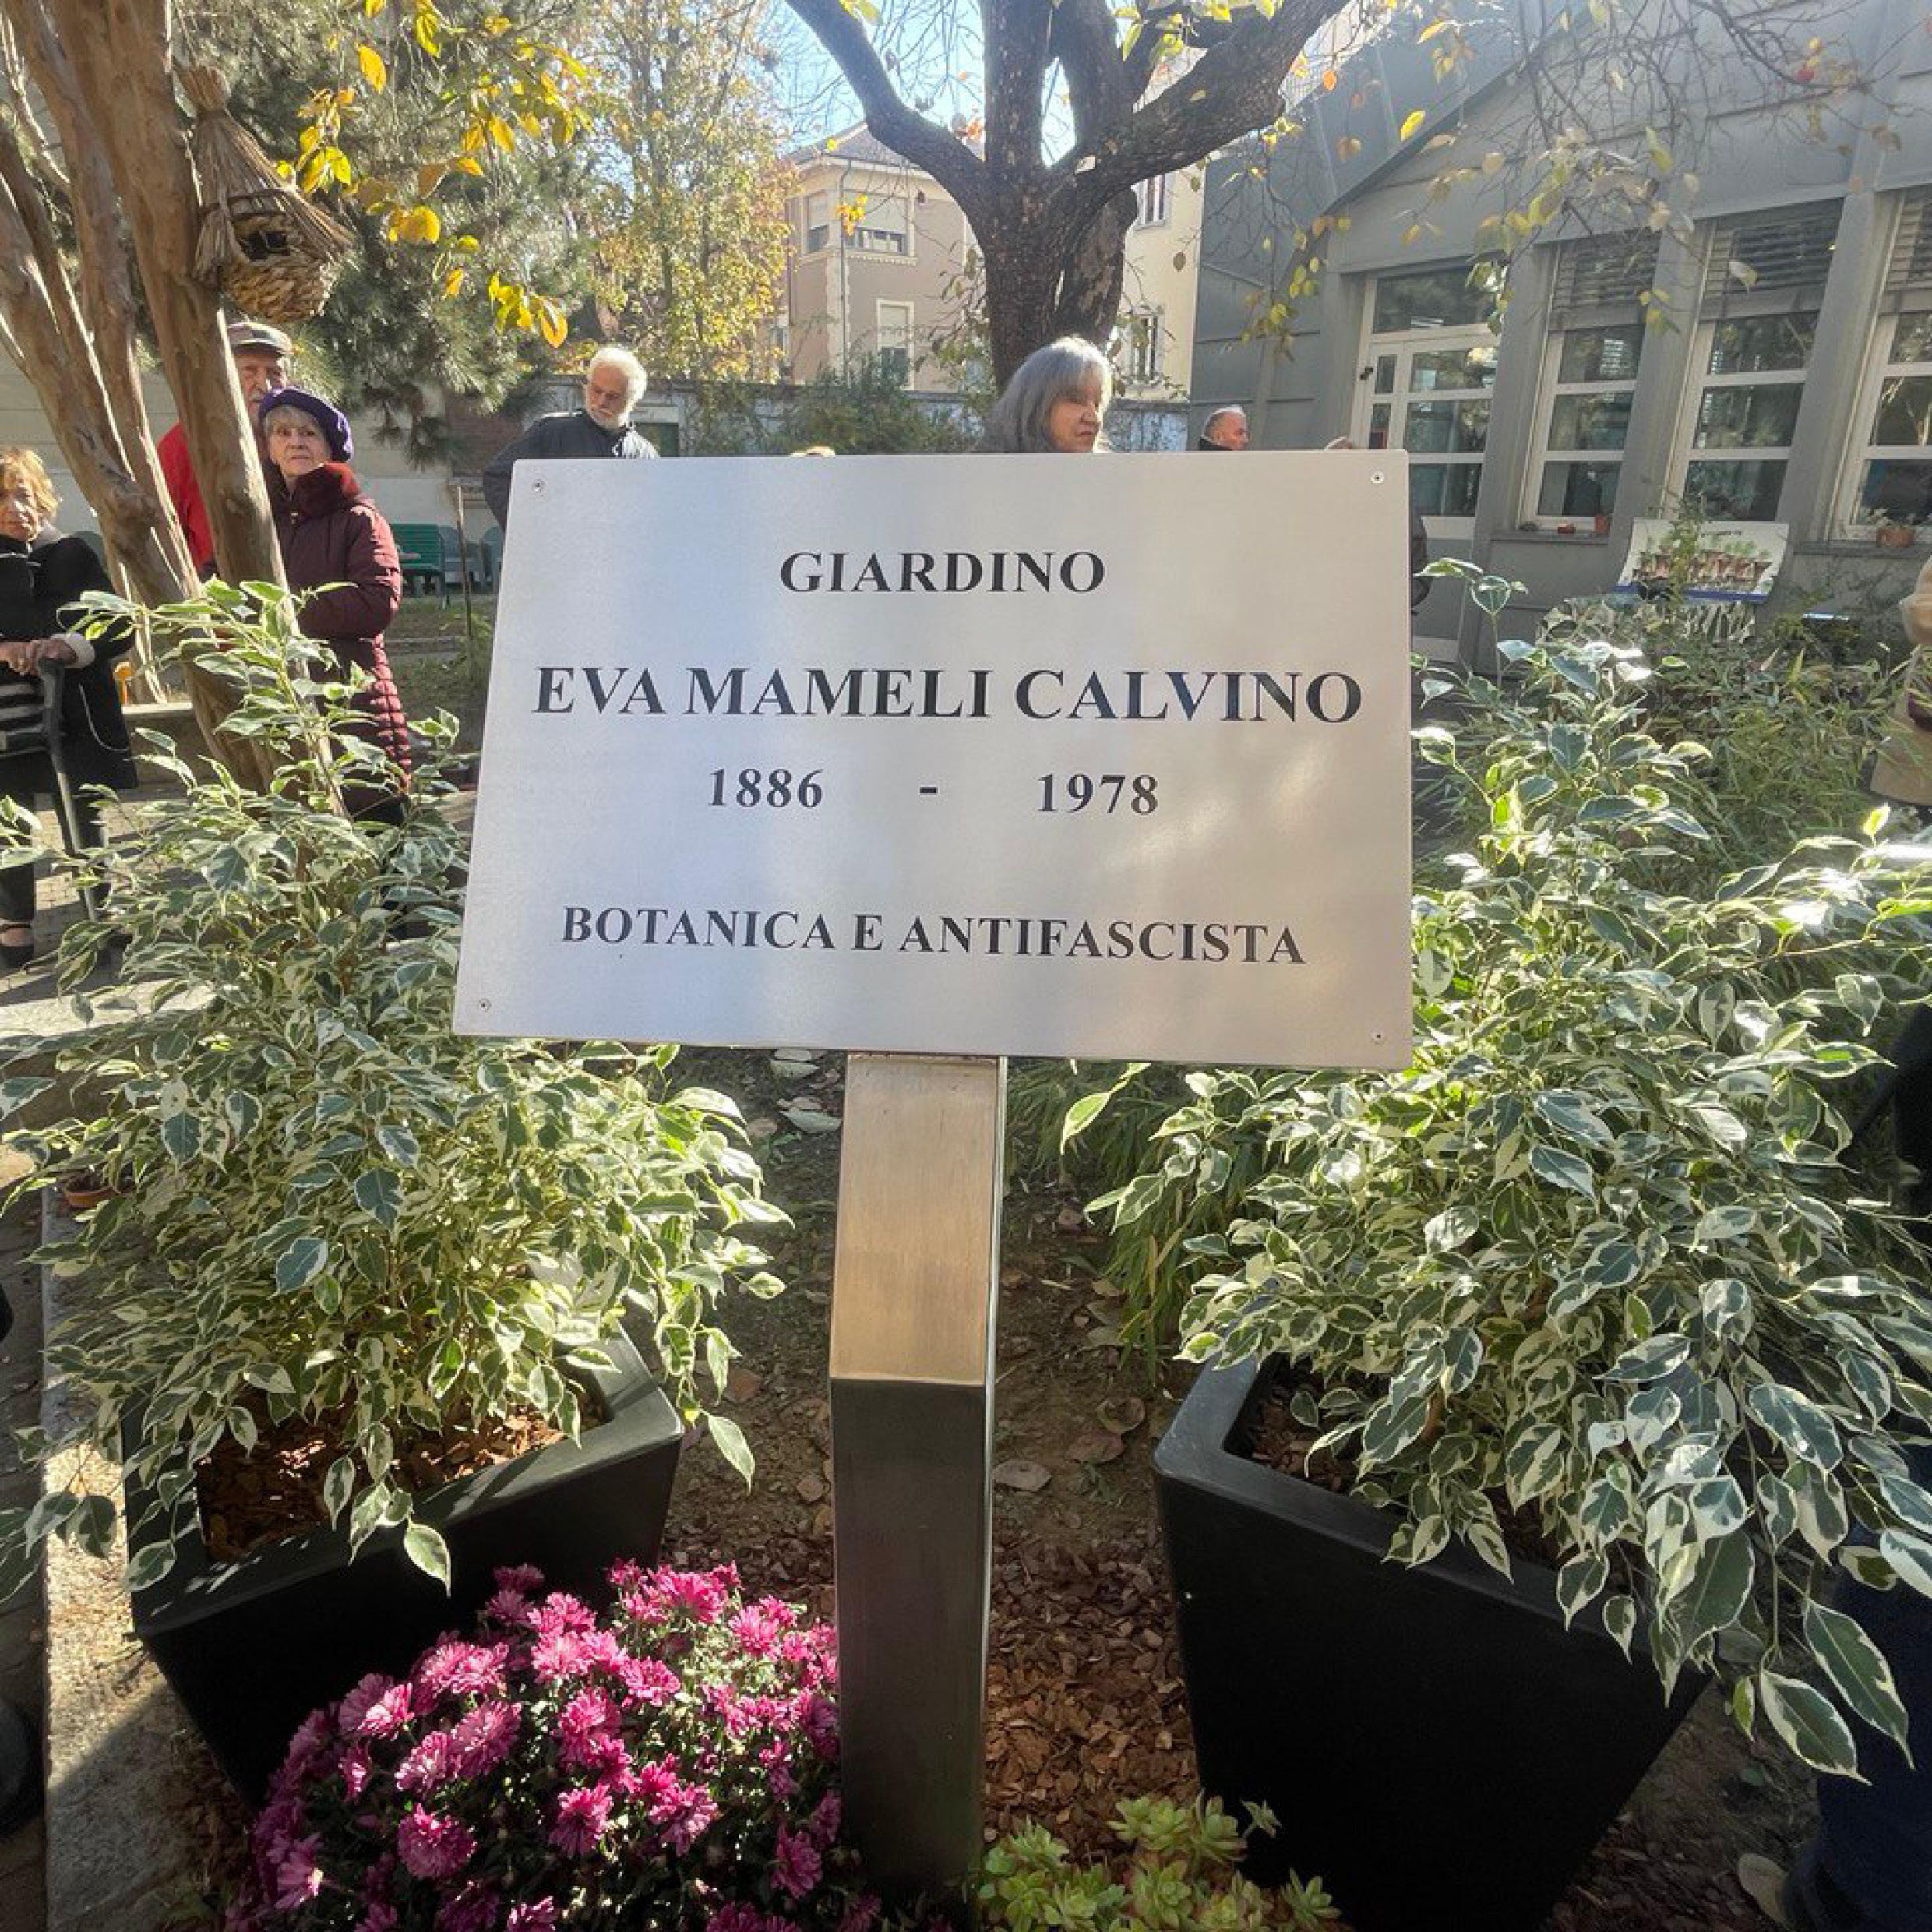 GIARDINO
EVA MAMELI CALVINO
1886 - 1978
BOTANICA E ANTIFASCISTA